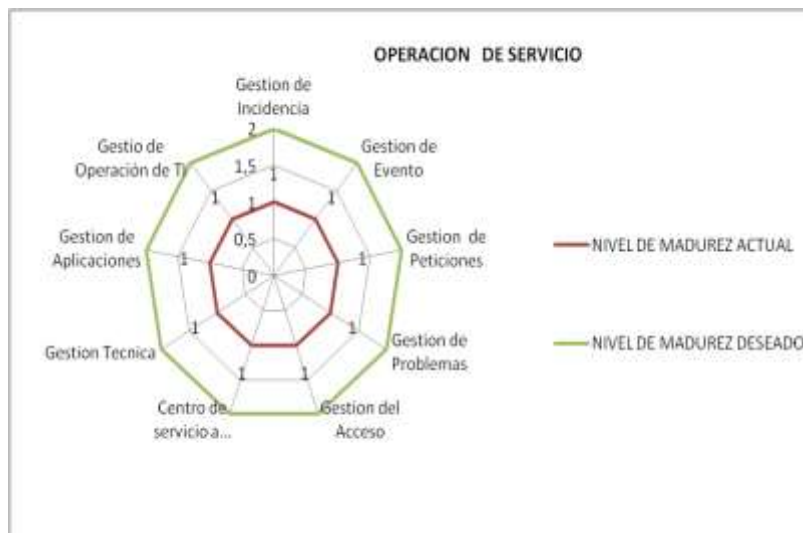 OPERACION DE SERVICIO
Gestion de
Incidencia
Gestion de
Evento
Gestion de
Peticiones
Gestion de
Problemas
Gestion del
Acceso
Centro de
servicio a...
Gestion Tecnica
Gestion de
Aplicaciones
Gestio de
Operación de TI
2
1,5
1
0,5
0
1
1
1
1
1
1
1
1
1
NIVEL DE MADUREZ ACTUAL
NIVEL DE MADUREZ DESEADO